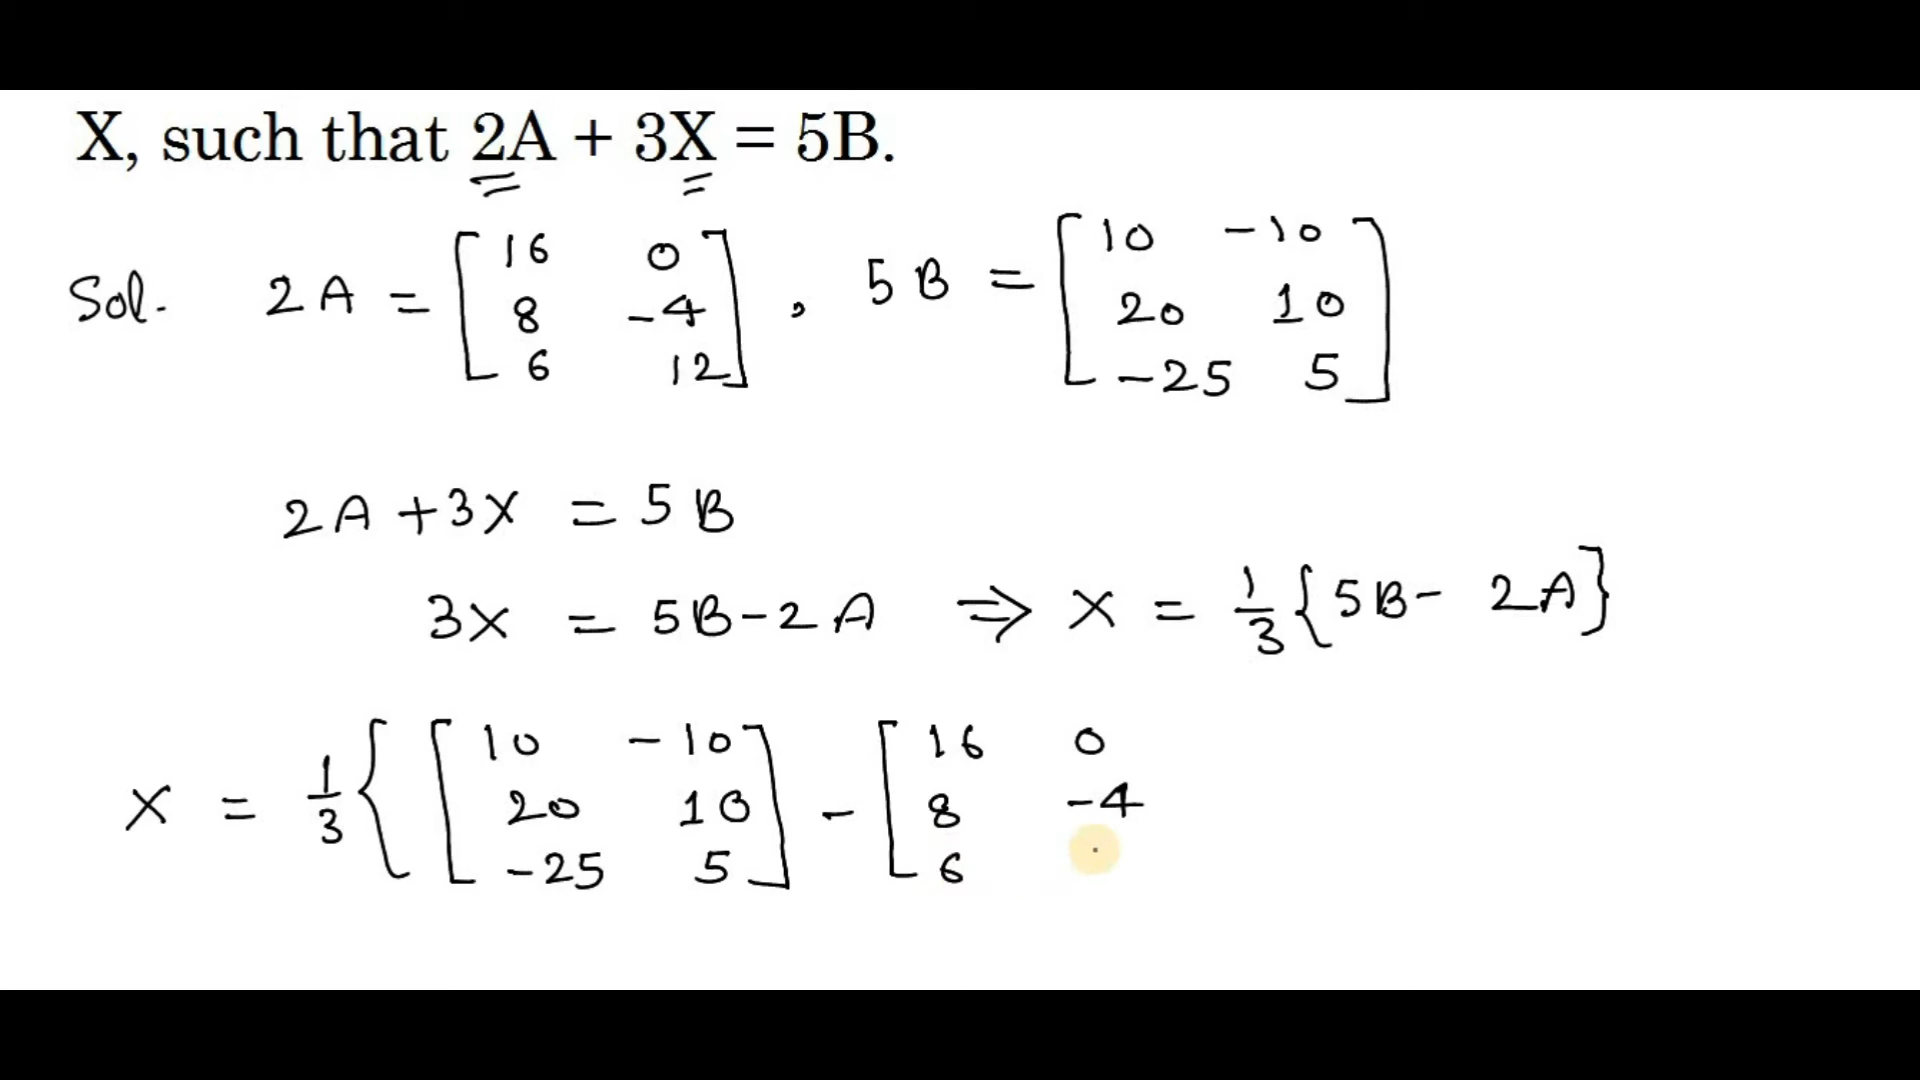 X, such that 2A + 3X = 5B.
Sol. 2A = [16 0 8 -4 6 12], 5B = [10 -10 20 10 -25 5]
2A + 3X = 5B
3X = 5B - 2A ⇒ X = 1/3 {5B - 2A}
X = 1/3 { [10 -10 20 10 -25 5] - [16 0 8 -4 6